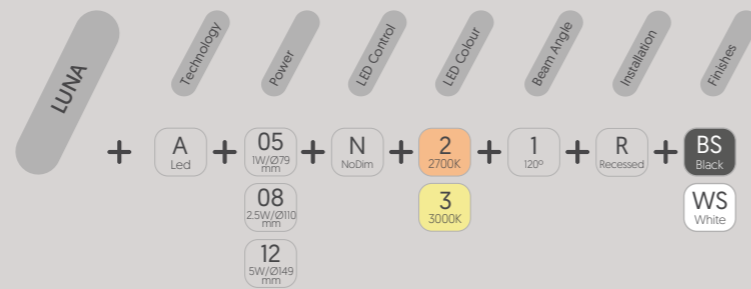 LUNA
Technology
Power
LED Control
LED Colour
Beam Angle
Installation
Finishes
+ A + 05 + N + 2 + 1 + R + BS
Led 1W/Ø79 NoDim 2700K 120º Recessed Black
mm
08 3 WS
2.5W/Ø110 3000K White
mm
12
5W/Ø149
mm